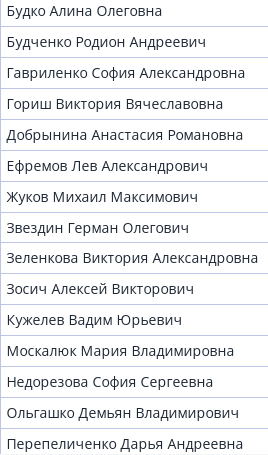 Будко Алина Олеговна
Будченко Родион Андреевич
Гавриленко София Александровна
Гориш Виктория Вячеславовна
Добрынина Анастасия Романовна
Ефремов Лев Александрович
Жуков Михаил Максимович
Звездин Герман Олегович
Зеленкова Виктория Александровна
Зосич Алексей Викторович
Кужелев Вадим Юрьевич
Москалюк Мария Владимировна
Недорезова София Сергеевна
Ольгашко Демьян Владимирович
Перепеличенко Дарья Андреевна